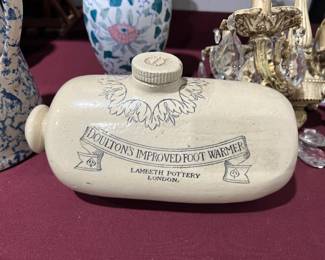 DOULTON'S IMPROVED FOOT WARMER
LAMBETH POTTERY
LONDON.